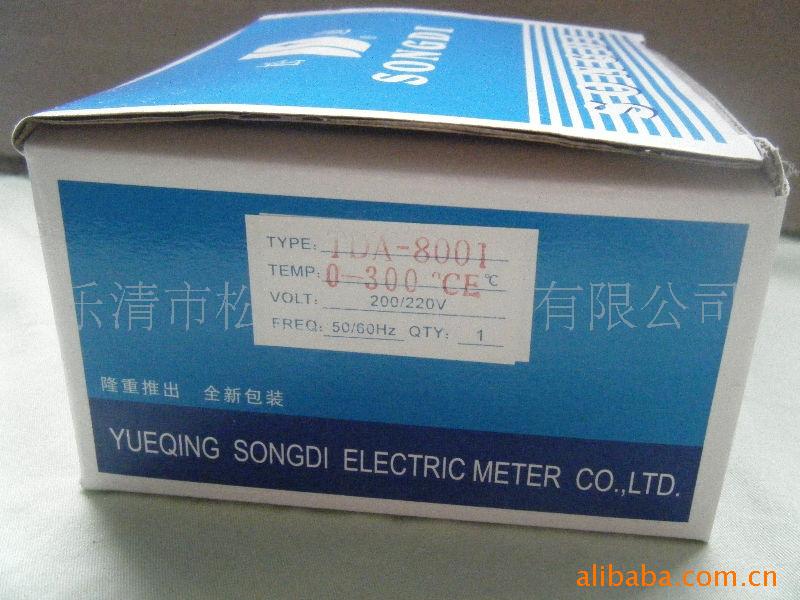 SONGDI
TYPE: TDA-8001
TEMP: 0-300 °CE °C
VOLT: 200/220V
FREQ: 50/60Hz QTY: 1
乐清市松
有限公司
隆重推出 全新包装
YUEQING SONGDI ELECTRIC METER CO.,LTD.
alibaba.com.cn